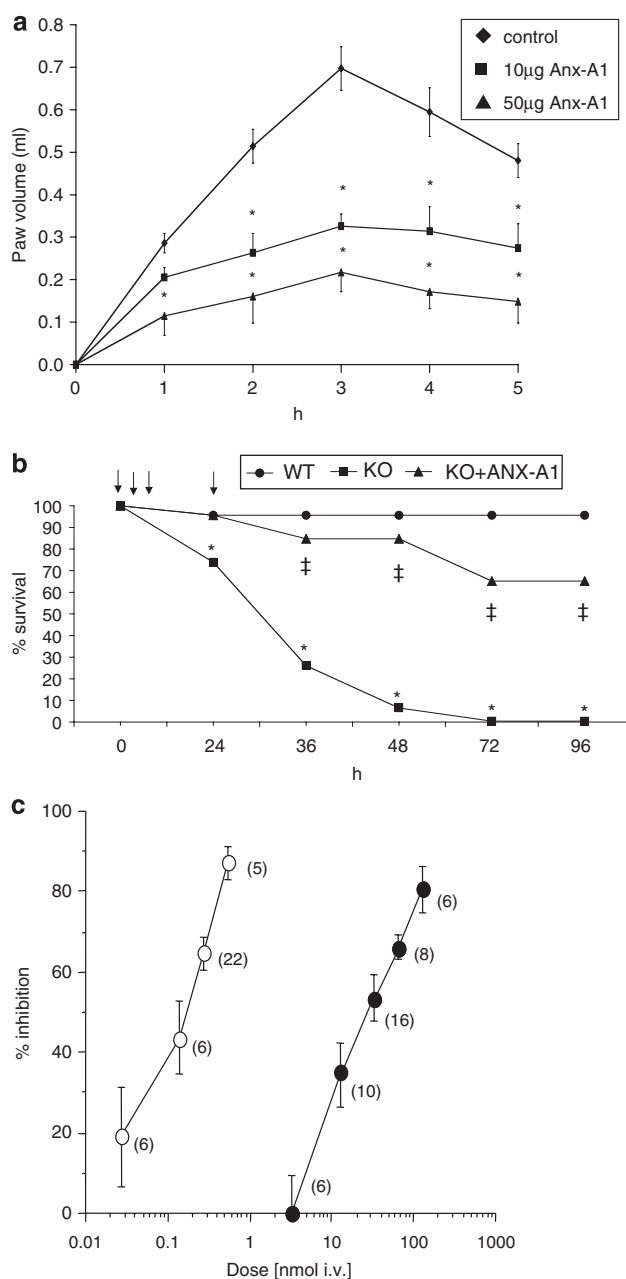 a
control
10µg Anx-A1
50µg Anx-A1
Paw volume (ml)
0.8
0.7
0.6
0.5
0.4
0.3
0.2
0.1
0.0
* * * *
* * * * *
0 1 2 3 4 5
h
b
WT KO KO+ANX-A1
% survival
100
90
80
70
60
50
40
30
20
10
0
* * * * *
‡ ‡ ‡ ‡
0 24 36 48 72 96
h
c
% inhibition
100
80
60
40
20
0
(5)
(22)
(6)
(6)
(6)
(8)
(16)
(10)
(6)
0.01 0.1 1 10 100 1000
Dose [nmol i.v.]